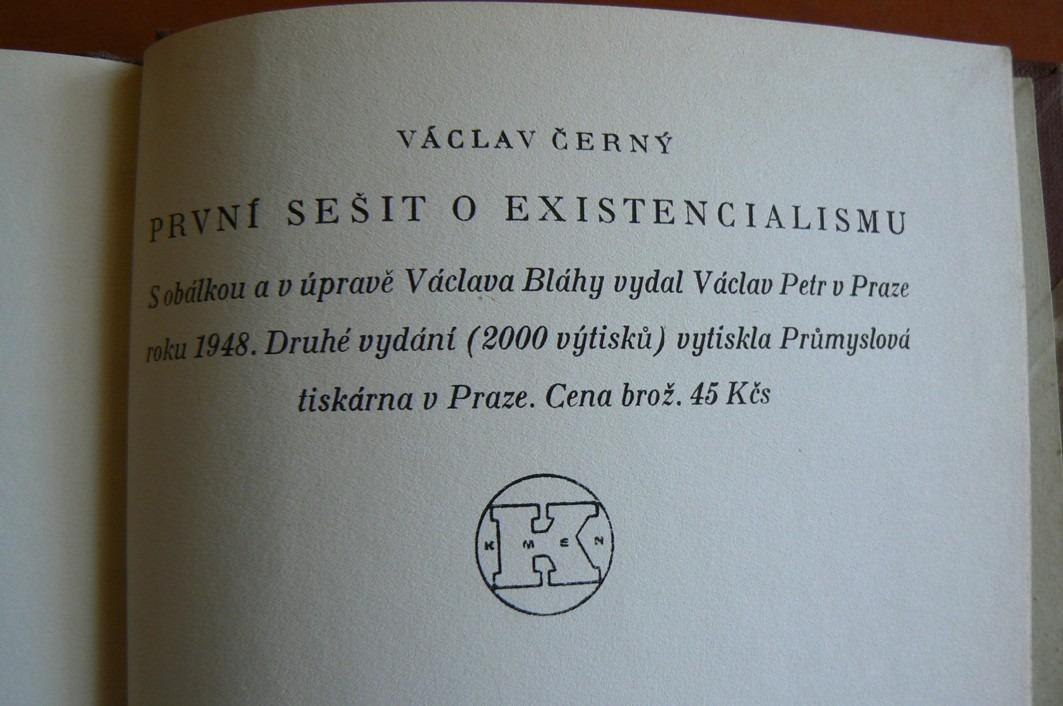 VÁCLAV ČERNÝ
PRVNÍ SEŠIT O EXISTENCIALISMU
S obálkou a v úpravě Václava Bláhy vydal Václav Petr v Praze
roku 1948. Druhé vydání (2000 výtisků) vytiskla Průmyslová
tiskárna v Praze. Cena brož. 45 Kčs
K M E N